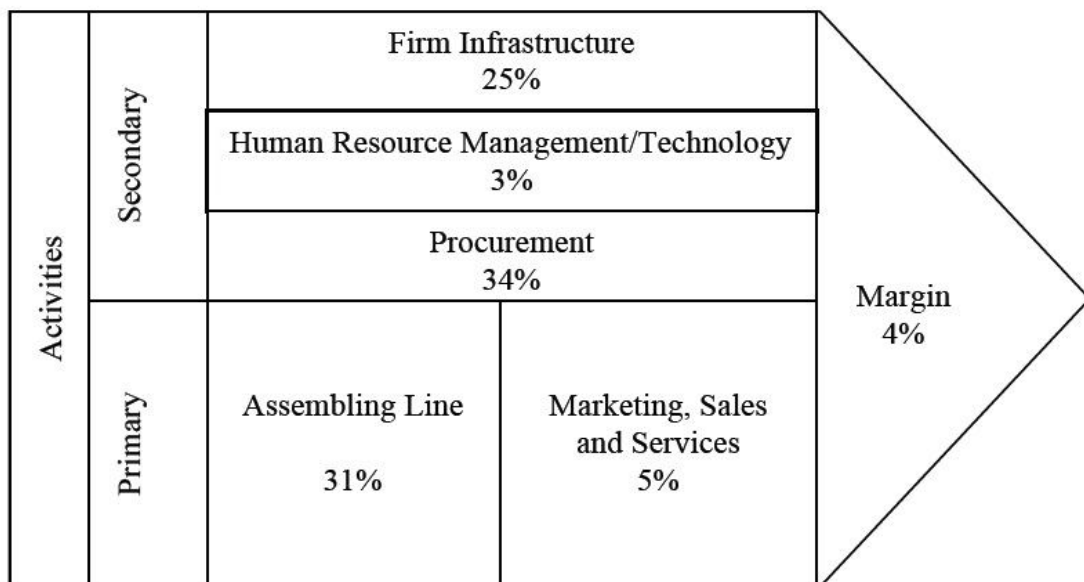 Activities
Secondary
Firm Infrastructure
25%
Human Resource Management/Technology
3%
Procurement
34%
Primary
Assembling Line
31%
Marketing, Sales
and Services
5%
Margin
4%